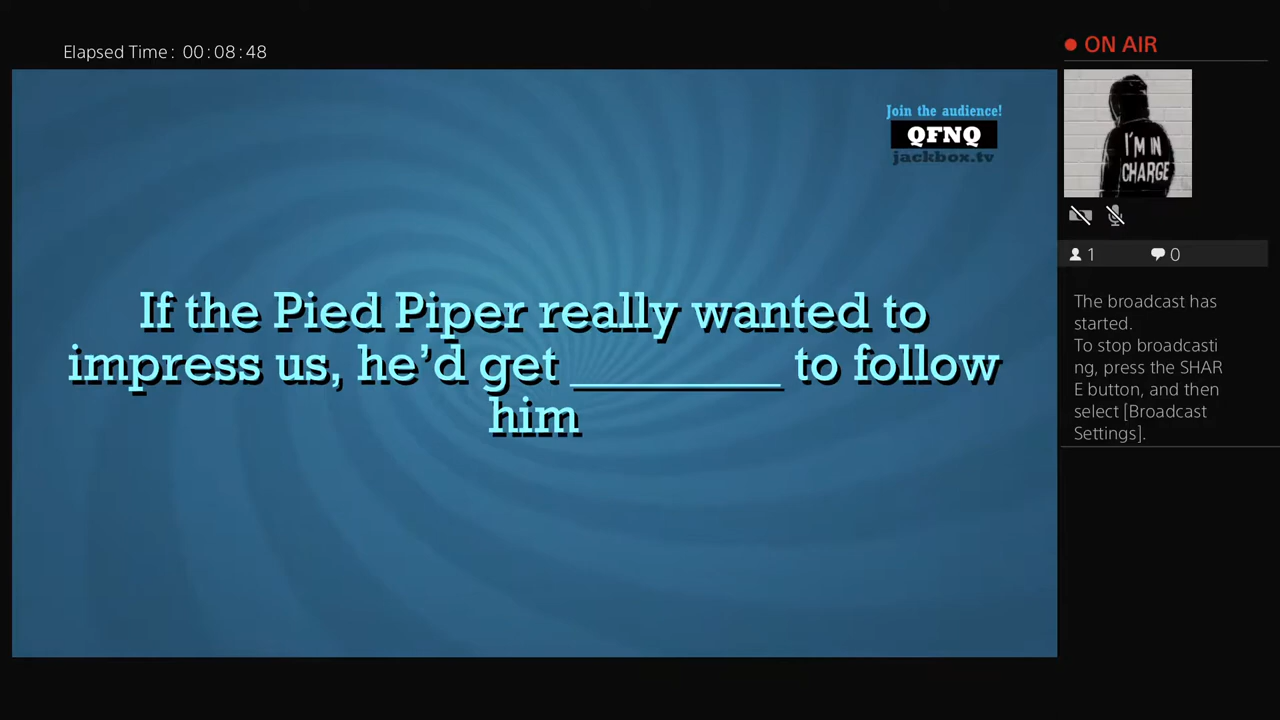 Elapsed Time: 00:08:48
ON AIR
Join the audience!
QFNQ
jackbox.tv
I'M IN
CHARGE
1
0
If the Pied Piper really wanted to
impress us, he'd get ________ to follow
him
The broadcast has
started.
To stop broadcasti
ng, press the SHAR
E button, and then
select [Broadcast
Settings].